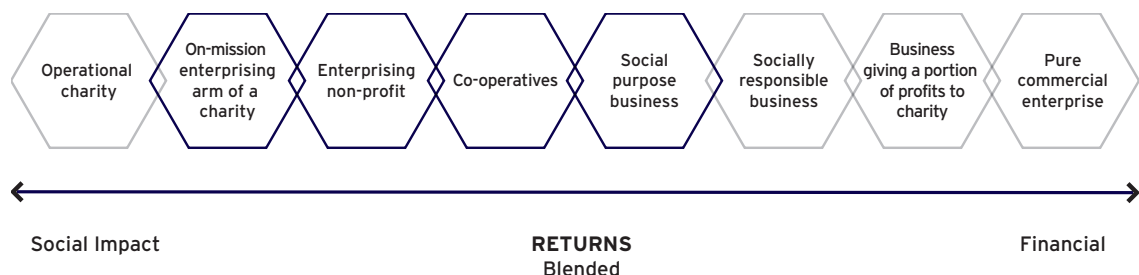 Operational
charity
On-mission
enterprising
arm of a
charity
Enterprising
non-profit
Co-operatives
Social
purpose
business
Socially
responsible
business
Business
giving a portion
of profits to
charity
Pure
commercial
enterprise
Social Impact
RETURNS
Blended
Financial